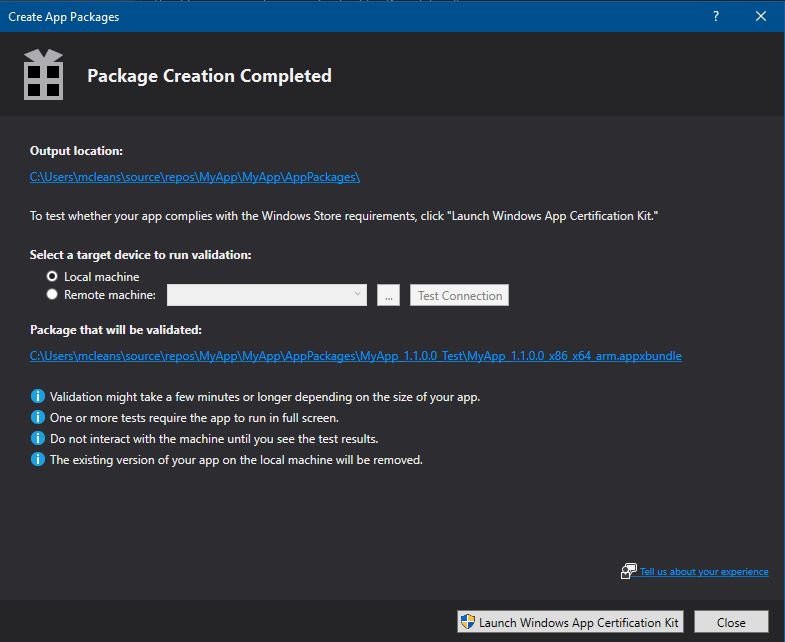 Create App Packages
?
Package Creation Completed
Output location:
C:\Users\mcleans\source\repos\MyApp\MyApp\AppPackages\
To test whether your app complies with the Windows Store requirements, click "Launch Windows App Certification Kit."
Select a target device to run validation:
Local machine
Remote machine:
... Test Connection
Package that will be validated:
C:\Users\mcleans\source\repos\MyApp\MyApp\AppPackages\MyApp_1.1.0.0_Test\MyApp_1.1.0.0_x86_x64_arm.appxbundle
Validation might take a few minutes or longer depending on the size of your app.
One or more tests require the app to run in full screen.
Do not interact with the machine until you see the test results.
The existing version of your app on the local machine will be removed.
Tell us about your experience
Launch Windows App Certification Kit Close